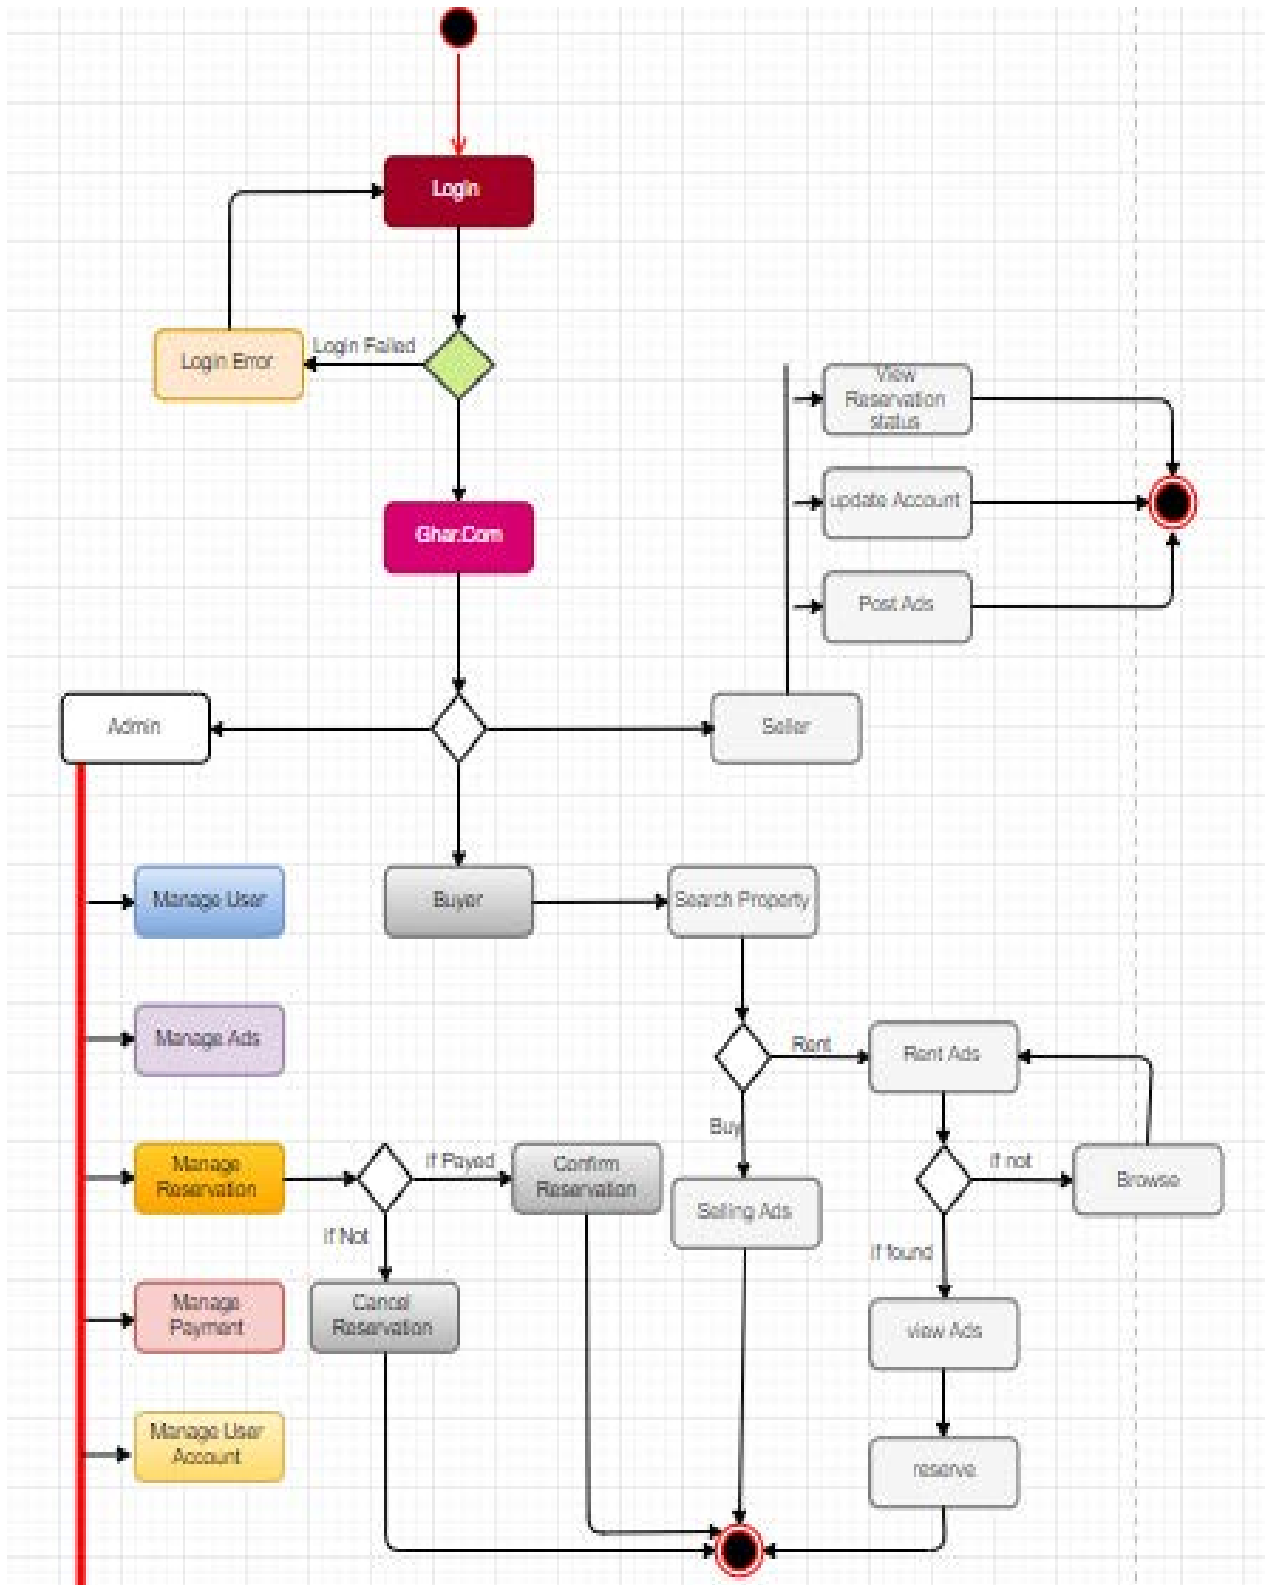 Login
Login Error
Login Failed
View
Reservation
status
update Account
Ghar.Com
Post Ads
Admin
Seller
Manage User
Buyer
Search Property
Manage Ads
Rent
Rent Ads
Buy
Manage
Reservation
if Payed
Confirm
Reservation
if not
Browse
Selling Ads
if Not
if found
Manage
Payment
Cancel
Reservation
view Ads
Manage User
Account
reserve